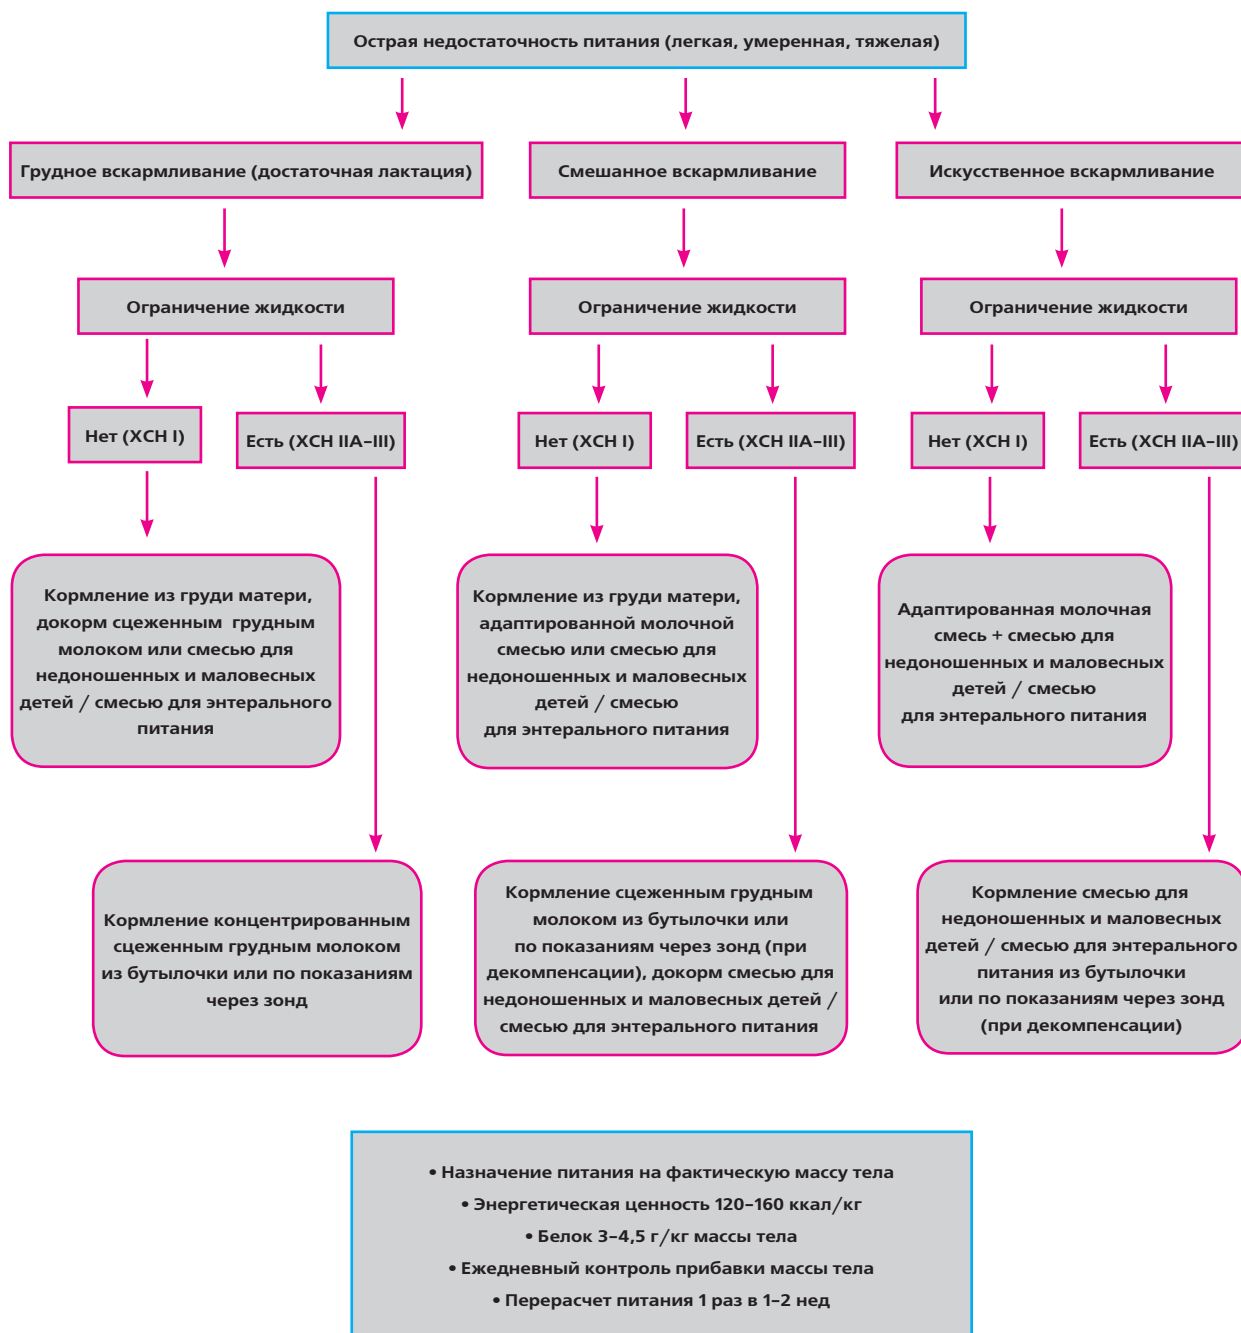 Острая недостаточность питания (легкая, умеренная, тяжелая)
Грудное вскармливание (достаточная лактация)
Смешанное вскармливание
Искусственное вскармливание
Ограничение жидкости
Ограничение жидкости
Ограничение жидкости
Нет (ХСН I)
Есть (ХСН IIА–III)
Нет (ХСН I)
Есть (ХСН IIА–III)
Нет (ХСН I)
Есть (ХСН IIА–III)
Кормление из груди матери,
докорм сцеженным грудным
молоком или смесью для
недоношенных и маловесных
детей / смесью для энтерального
питания
Кормление из груди матери,
адаптированной молочной
смесью или смесью для
недоношенных и маловесных
детей / смесью
для энтерального питания
Адаптированная молочная
смесь + смесью для
недоношенных и маловесных
детей / смесью
для энтерального питания
Кормление концентрированным
сцеженным грудным молоком
из бутылочки или по показаниям
через зонд
Кормление сцеженным грудным
молоком из бутылочки или
по показаниям через зонд (при
декомпенсации), докорм смесью для
недоношенных и маловесных детей /
смесью для энтерального питания
Кормление смесью для
недоношенных и маловесных
детей / смесью для энтерального
питания из бутылочки
или по показаниям через зонд
(при декомпенсации)
• Назначение питания на фактическую массу тела
• Энергетическая ценность 120–160 ккал/кг
• Белок 3–4,5 г/кг массы тела
• Ежедневный контроль прибавки массы тела
• Перерасчет питания 1 раз в 1–2 нед